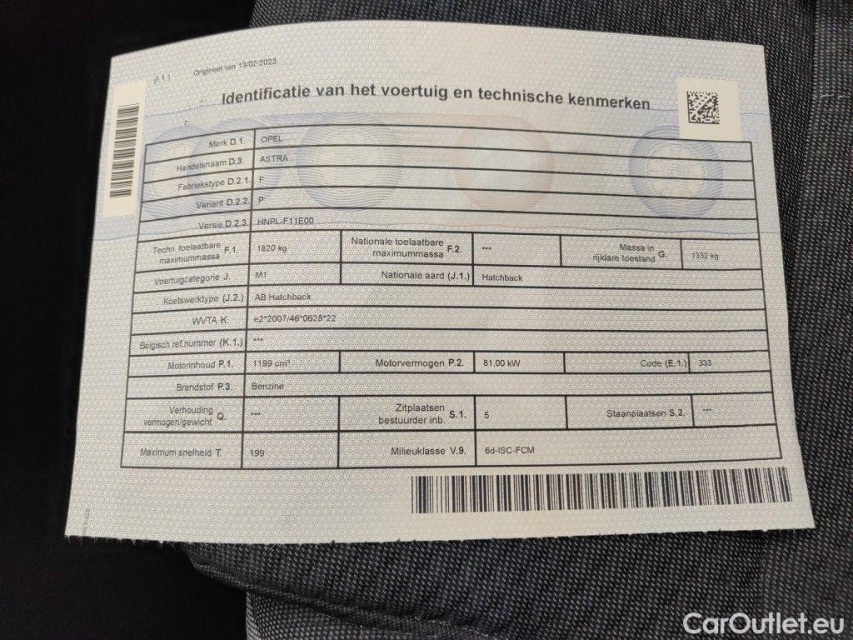 (I.1.) Origineel van 13/02/2023
Identificatie van het voertuig en technische kenmerken
Merk D.1. OPEL
Handelsnaam D.3. ASTRA
Fabriekstype D.2.1. F
Variant D.2.2. P
Versie D.2.3. HNPL-F11E00
Techn. toelaatbare maximummassa F.1. 1820 kg Nationale toelaatbare maximummassa F.2. --- Massa in rijklare toestand G. 1332 kg
Voertuigcategorie J. M1 Nationale aard (J.1.) Hatchback
Koetswerktype (J.2.) AB Hatchback
WVTA K. e2*2007/46*0628*22
Belgisch ref.nummer (K.1.) ---
Motorinhoud P.1. 1199 cm³ Motorvermogen P.2. 81,00 kW Code (E.1.) 333
Brandstof P.3. Benzine
Verhouding vermogen/gewicht Q. --- Zitplaatsen bestuurder inb. S.1. 5 Staanplaatsen S.2. ---
Maximum snelheid T. 199 Milieuklasse V.9. 6d-ISC-FCM
CarOutlet.eu